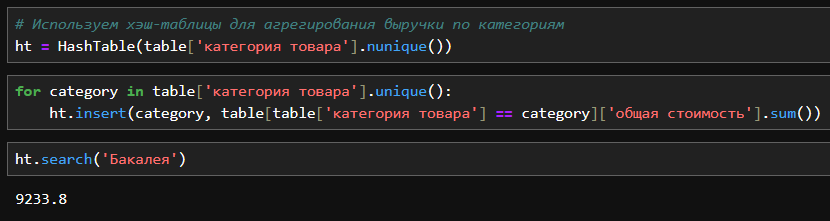 # Используем хэш-таблицы для агрегирования выручки по категориям
ht = HashTable(table['категория товара'].nunique())
for category in table['категория товара'].unique():
    ht.insert(category, table[table['категория товара'] == category]['общая стоимость'].sum())
ht.search('Бакалея')
9233.8